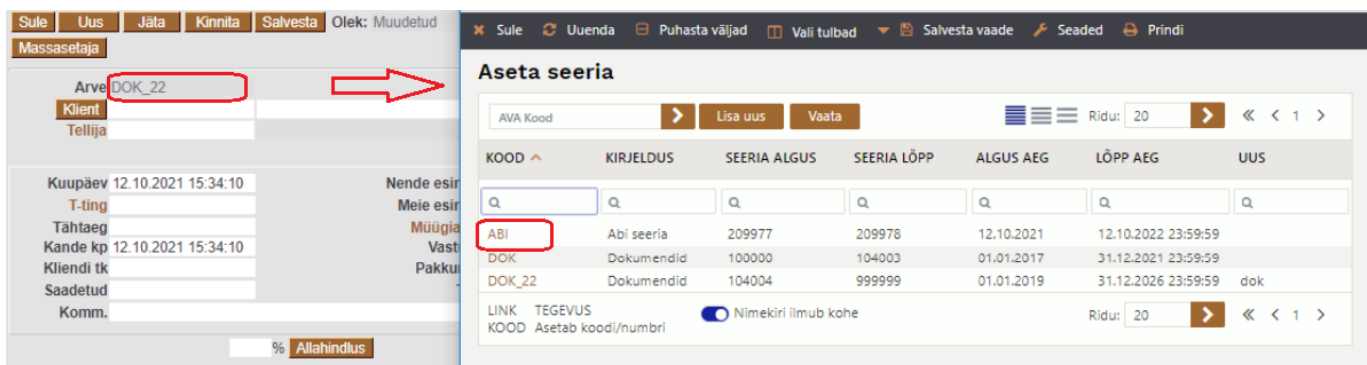 Sule Uus Jäta Kinnita Salvesta Olek: Muudetud
Massasetaja
Arve DOK_22
Klient
Tellija
Kuupäev 12.10.2021 15:34:10 Nende esin
T-ting Meie esin
Tähtaeg Müügia
Kande kp 12.10.2021 15:34:10 Vastu
Kliendi tk Pakkur
Saadetud
Komm.
% Allahindlus
Sule Uuenda Puhasta väljad Vali tulbad Salvesta vaade Seaded Prindi
Aseta seeria
AVA Kood Lisa uus Vaata Ridu: 20 1
KOOD KIRJELDUS SEERIA ALGUS SEERIA LÕPP ALGUS AEG LÕPP AEG UUS
ABI Abi seeria 209977 209978 12.10.2021 12.10.2022 23:59:59
DOK Dokumendid 100000 104003 01.01.2017 31.12.2021 23:59:59
DOK_22 Dokumendid 104004 999999 01.01.2019 31.12.2026 23:59:59 dok
LINK TEGEVUS Nimekiri ilmub kohe Ridu: 20 1
KOOD Asetab koodi/numbri